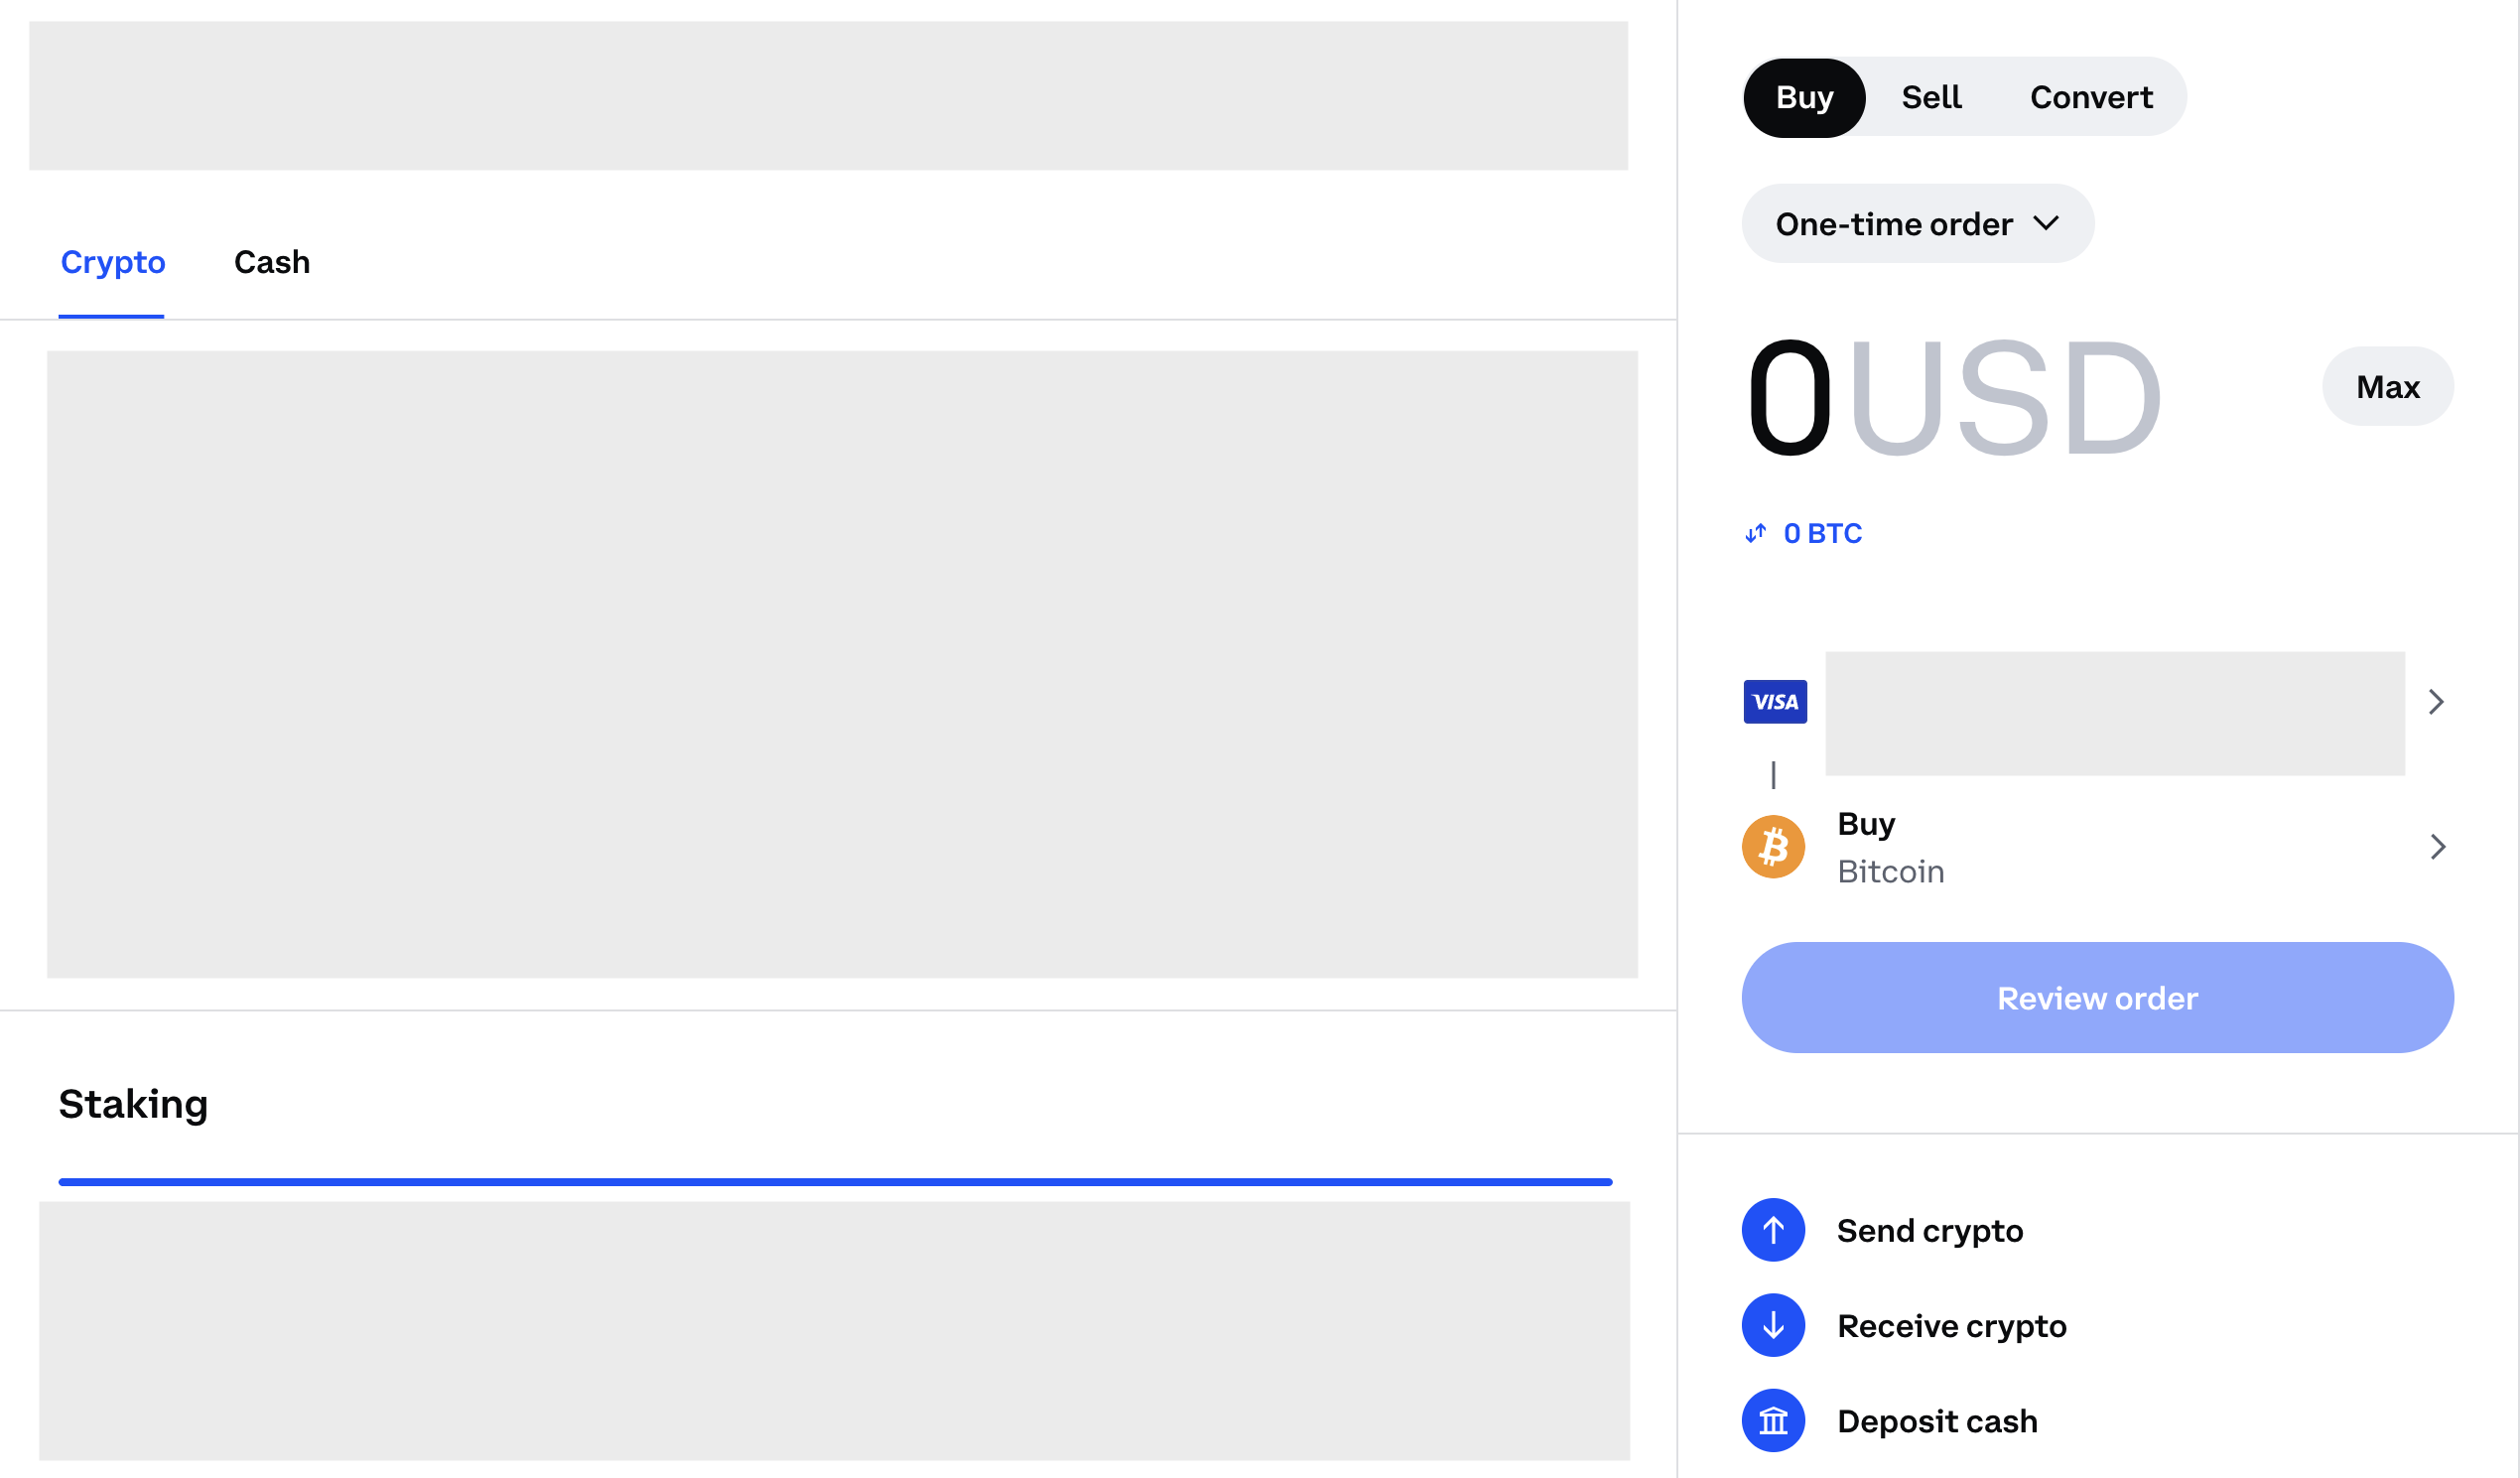 Crypto
Cash
Staking
Buy
Sell
Convert
One-time order
0USD
Max
0 BTC
VISA
Buy
Bitcoin
Review order
Send crypto
Receive crypto
Deposit cash